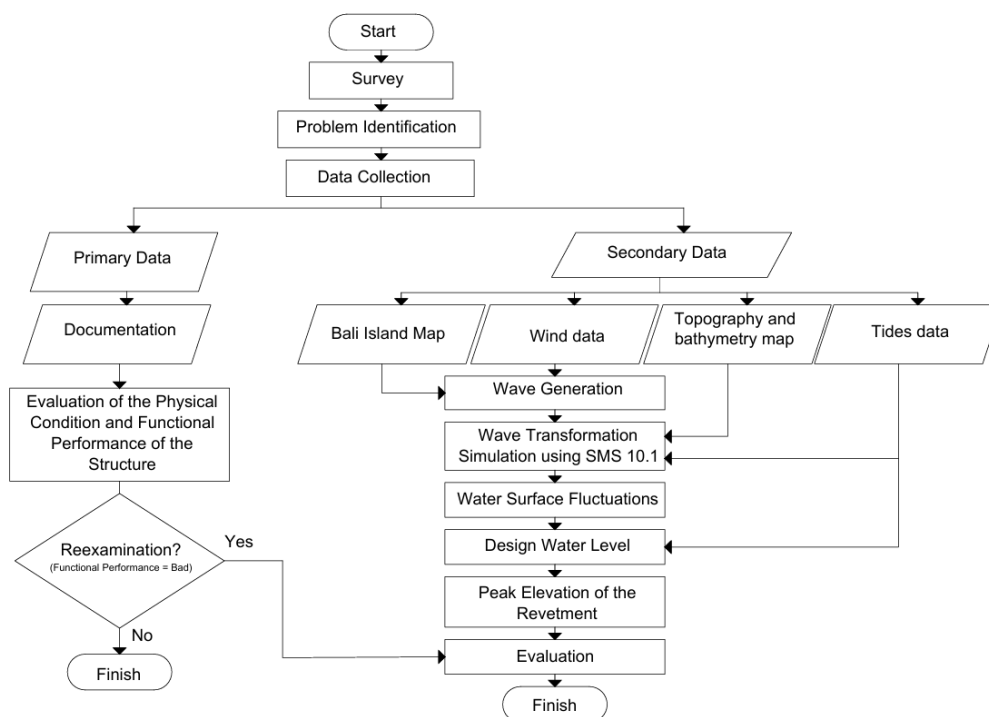 Start
Survey
Problem Identification
Data Collection
Primary Data
Secondary Data
Documentation
Bali Island Map
Wind data
Topography and
bathymetry map
Tides data
Evaluation of the Physical
Condition and Functional
Performance of the
Structure
Wave Generation
Wave Transformation
Simulation using SMS 10.1
Water Surface Fluctuations
Design Water Level
Reexamination?
(Functional Performance = Bad)
Yes
No
Finish
Peak Elevation of the
Revetment
Evaluation
Finish